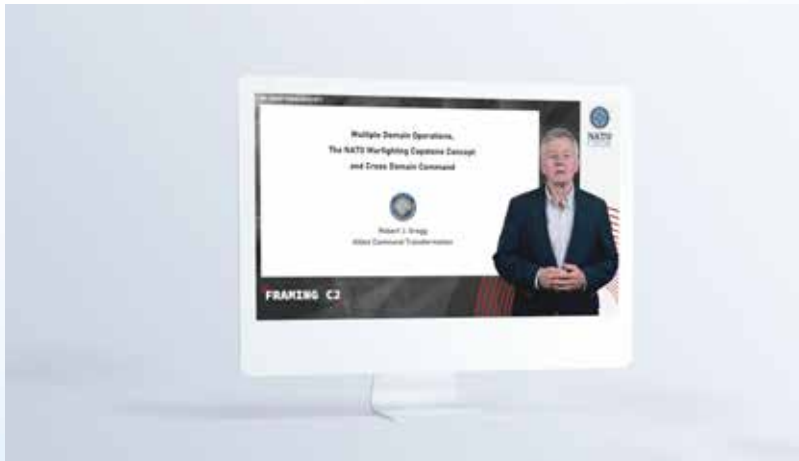 Multiple Domain Operations,
The NATO Warfighting Capstone Concept
and Cross Domain Command
Robert J. Gregg
Allied Command Transformation
NATO
FRAMING C2